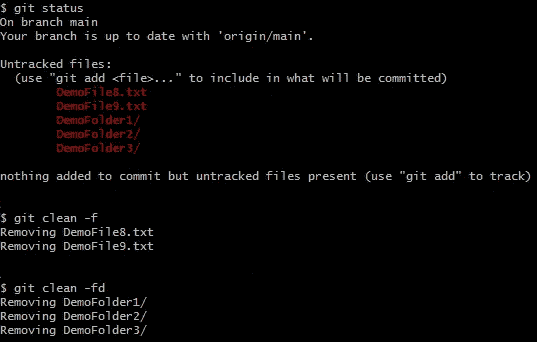 $ git status
On branch main
Your branch is up to date with 'origin/main'.
Untracked files:
(use "git add <file>..." to include in what will be committed)
DemoFile8.txt
DemoFile9.txt
DemoFolder1/
DemoFolder2/
DemoFolder3/
nothing added to commit but untracked files present (use "git add" to track)
$ git clean -f
Removing DemoFile8.txt
Removing DemoFile9.txt
$ git clean -fd
Removing DemoFolder1/
Removing DemoFolder2/
Removing DemoFolder3/